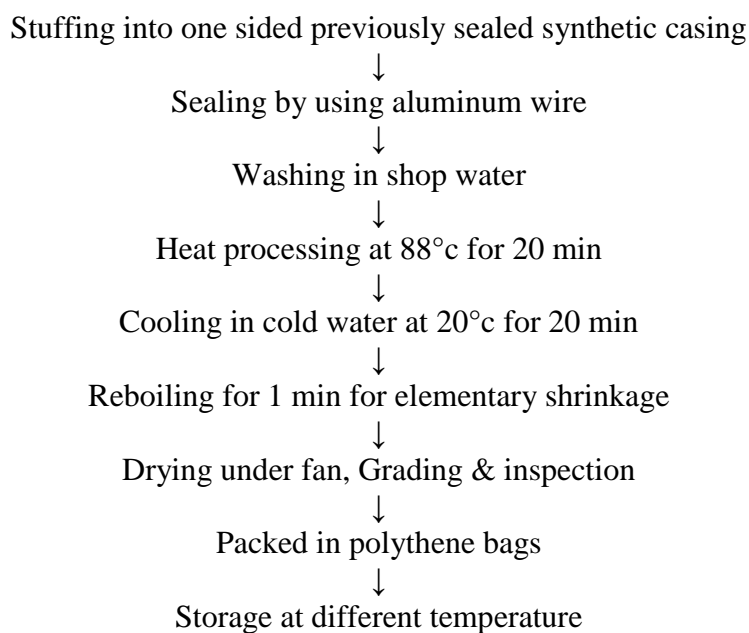 Stuffing into one sided previously sealed synthetic casing
↓
Sealing by using aluminum wire
↓
Washing in shop water
↓
Heat processing at 88°c for 20 min
↓
Cooling in cold water at 20°c for 20 min
↓
Reboiling for 1 min for elementary shrinkage
↓
Drying under fan, Grading & inspection
↓
Packed in polythene bags
↓
Storage at different temperature